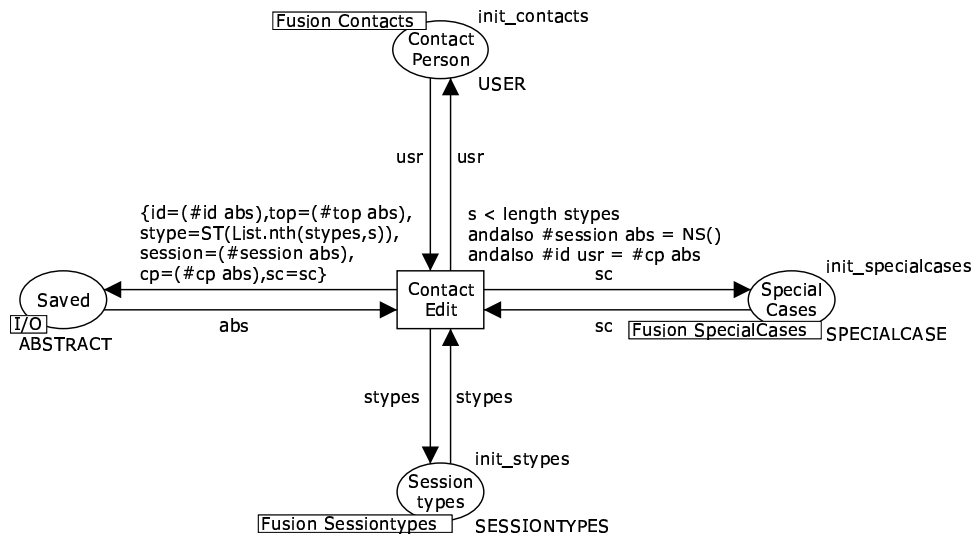 Fusion Contacts
init_contacts
Contact
Person
USER
usr
usr
{id=(#id abs),top=(#top abs),
stype=ST(List.nth(stypes,s)),
session=(#session abs),
cp=(#cp abs),sc=sc}
s < length stypes
andalso #session abs = NS()
andalso #id usr = #cp abs
sc
init_specialcases
Saved
I/O
ABSTRACT
abs
Contact
Edit
Special
Cases
sc
Fusion SpecialCases
SPECIALCASE
stypes
stypes
init_stypes
Session
types
Fusion Sessiontypes
SESSIONTYPES